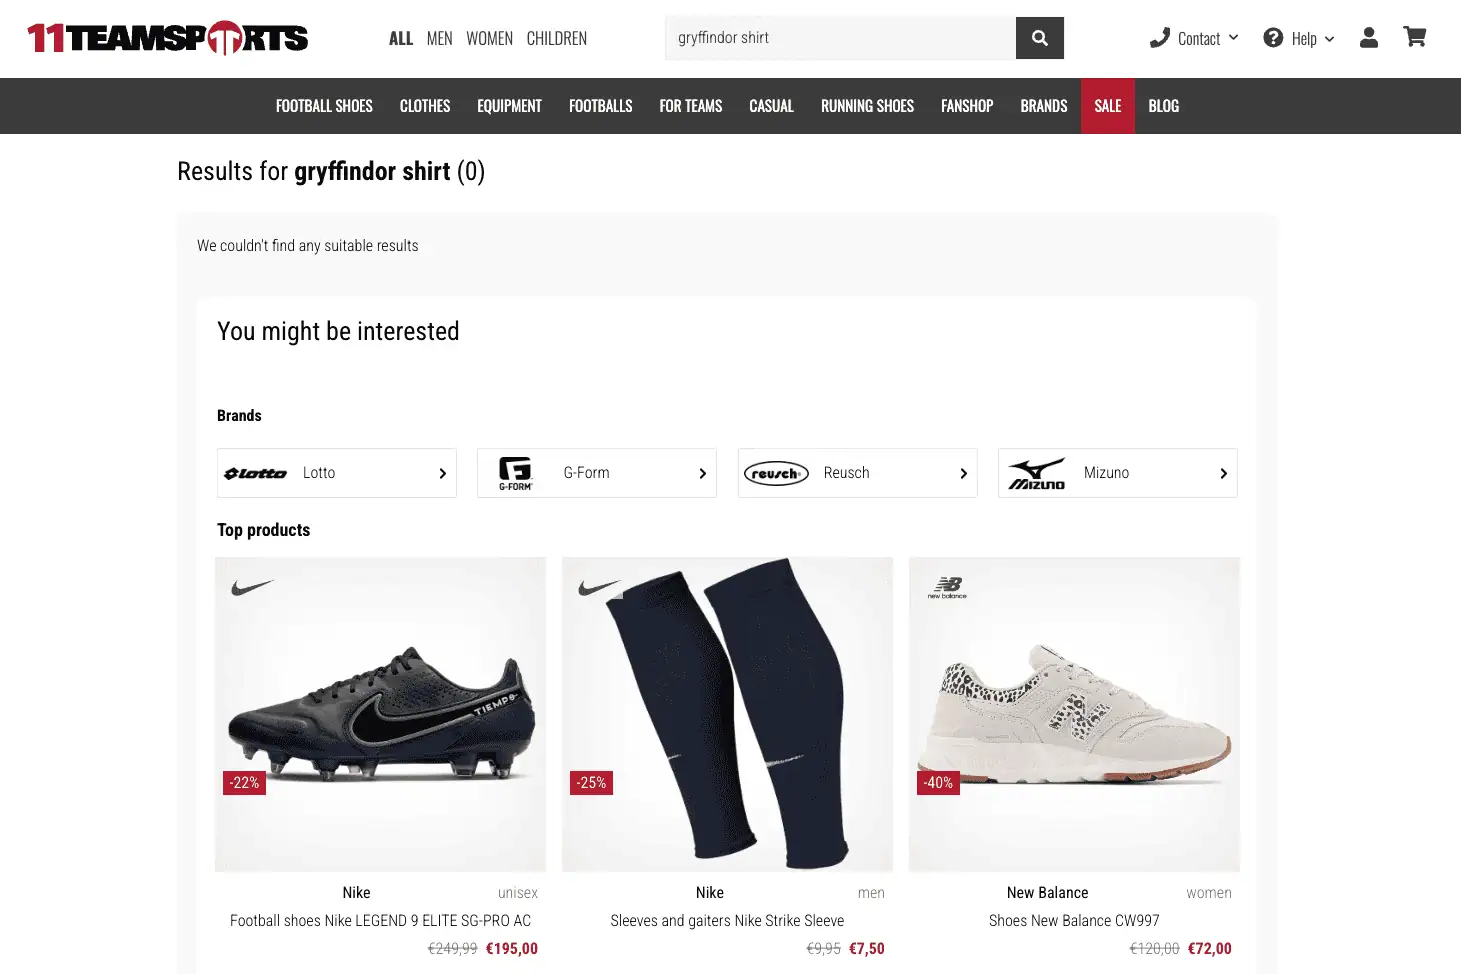 11TEAMSPORTS ALL MEN WOMEN CHILDREN gryffindor shirt Contact Help
FOOTBALL SHOES CLOTHES EQUIPMENT FOOTBALLS FOR TEAMS CASUAL RUNNING SHOES FANSHOP BRANDS SALE BLOG
Results for gryffindor shirt (0)
We couldn't find any suitable results
You might be interested
Brands
lotto Lotto G-FORM G-Form reusch Reusch MIZUNO Mizuno
Top products
new balance
TIEMPO
-22% -25% -40%
Nike unisex Nike men New Balance women
Football shoes Nike LEGEND 9 ELITE SG-PRO AC Sleeves and gaiters Nike Strike Sleeve Shoes New Balance CW997
€249,99 €195,00 €9,95 €7,50 €120,00 €72,00